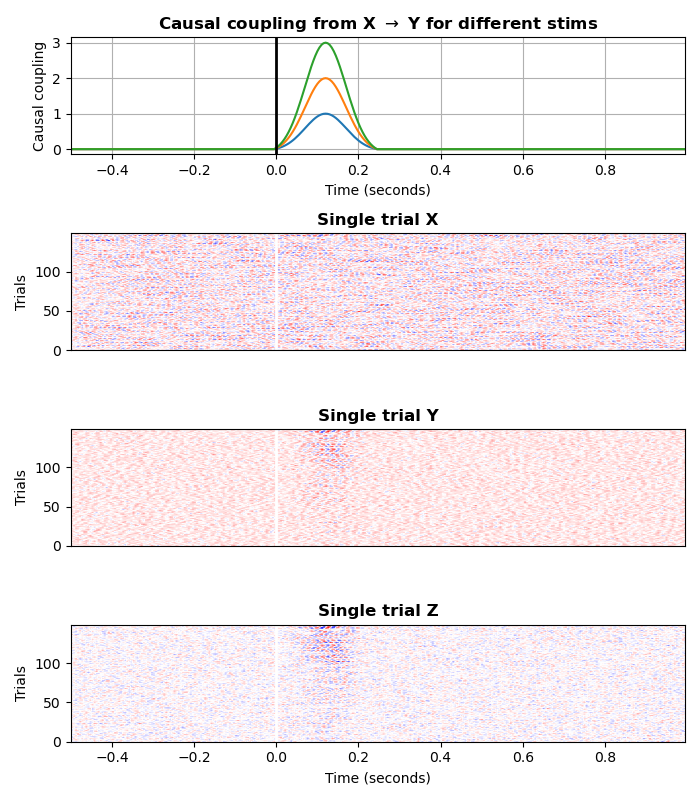 Causal coupling from X → Y for different stims
Causal coupling
3
2
1
0
−0.4 −0.2 0.0 0.2 0.4 0.6 0.8
Time (seconds)
Single trial X
Trials
100
50
0
Single trial Y
Trials
100
50
0
Single trial Z
Trials
100
50
0
−0.4 −0.2 0.0 0.2 0.4 0.6 0.8
Time (seconds)